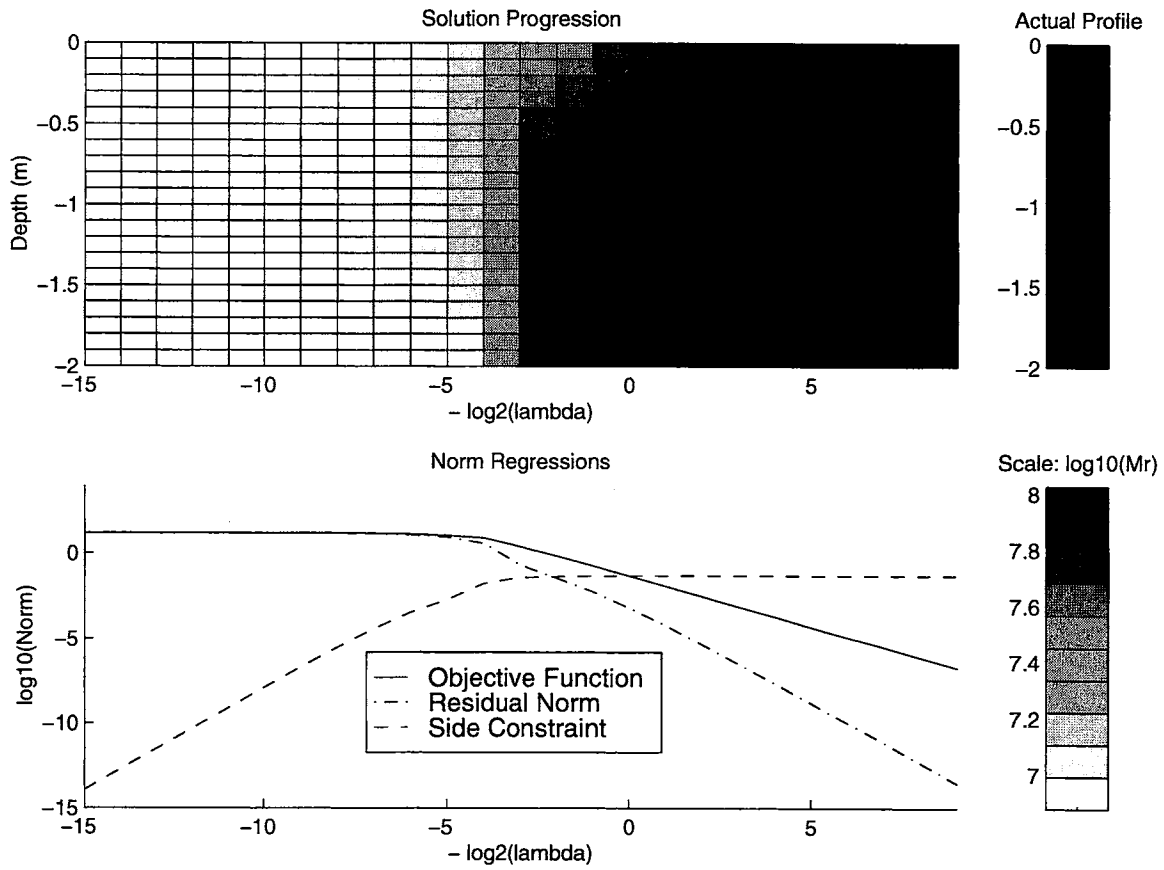 Solution Progression
Actual Profile
0
−0.5
−1
−1.5
−2
Depth (m)
−15
−10
−5
0
5
− log2(lambda)
0
−0.5
−1
−1.5
−2
Norm Regressions
Scale: log10(Mr)
0
−5
−10
−15
log10(Norm)
Objective Function
Residual Norm
Side Constraint
−15
−10
−5
0
5
− log2(lambda)
8
7.8
7.6
7.4
7.2
7